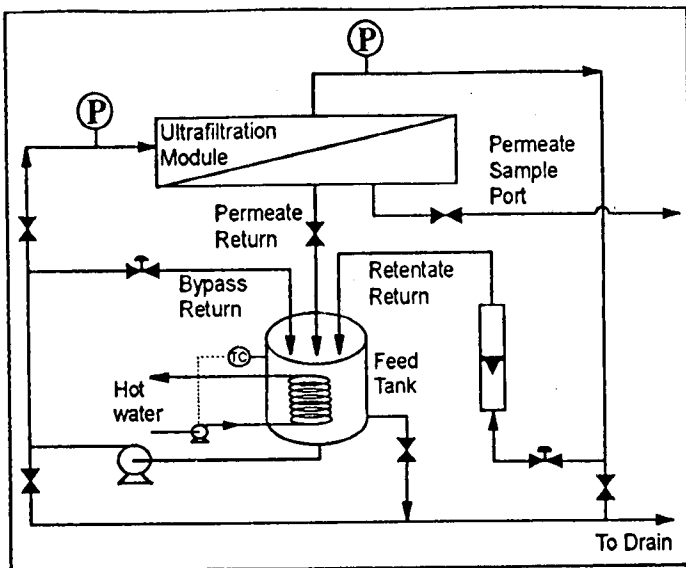 P
P
Ultrafiltration
Module
Permeate
Sample
Port
Permeate
Return
Bypass
Return
Retentate
Return
TC
Feed
Tank
Hot
water
To Drain